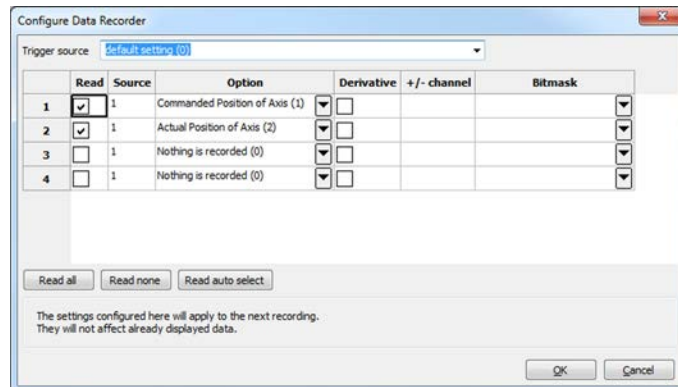 Configure Data Recorder
Trigger source default setting (0)
Read Source Option Derivative +/- channel Bitmask
1 1 Commanded Position of Axis (1)
2 1 Actual Position of Axis (2)
3 1 Nothing is recorded (0)
4 1 Nothing is recorded (0)
Read all Read none Read auto select
The settings configured here will apply to the next recording.
They will not affect already displayed data.
OK Cancel